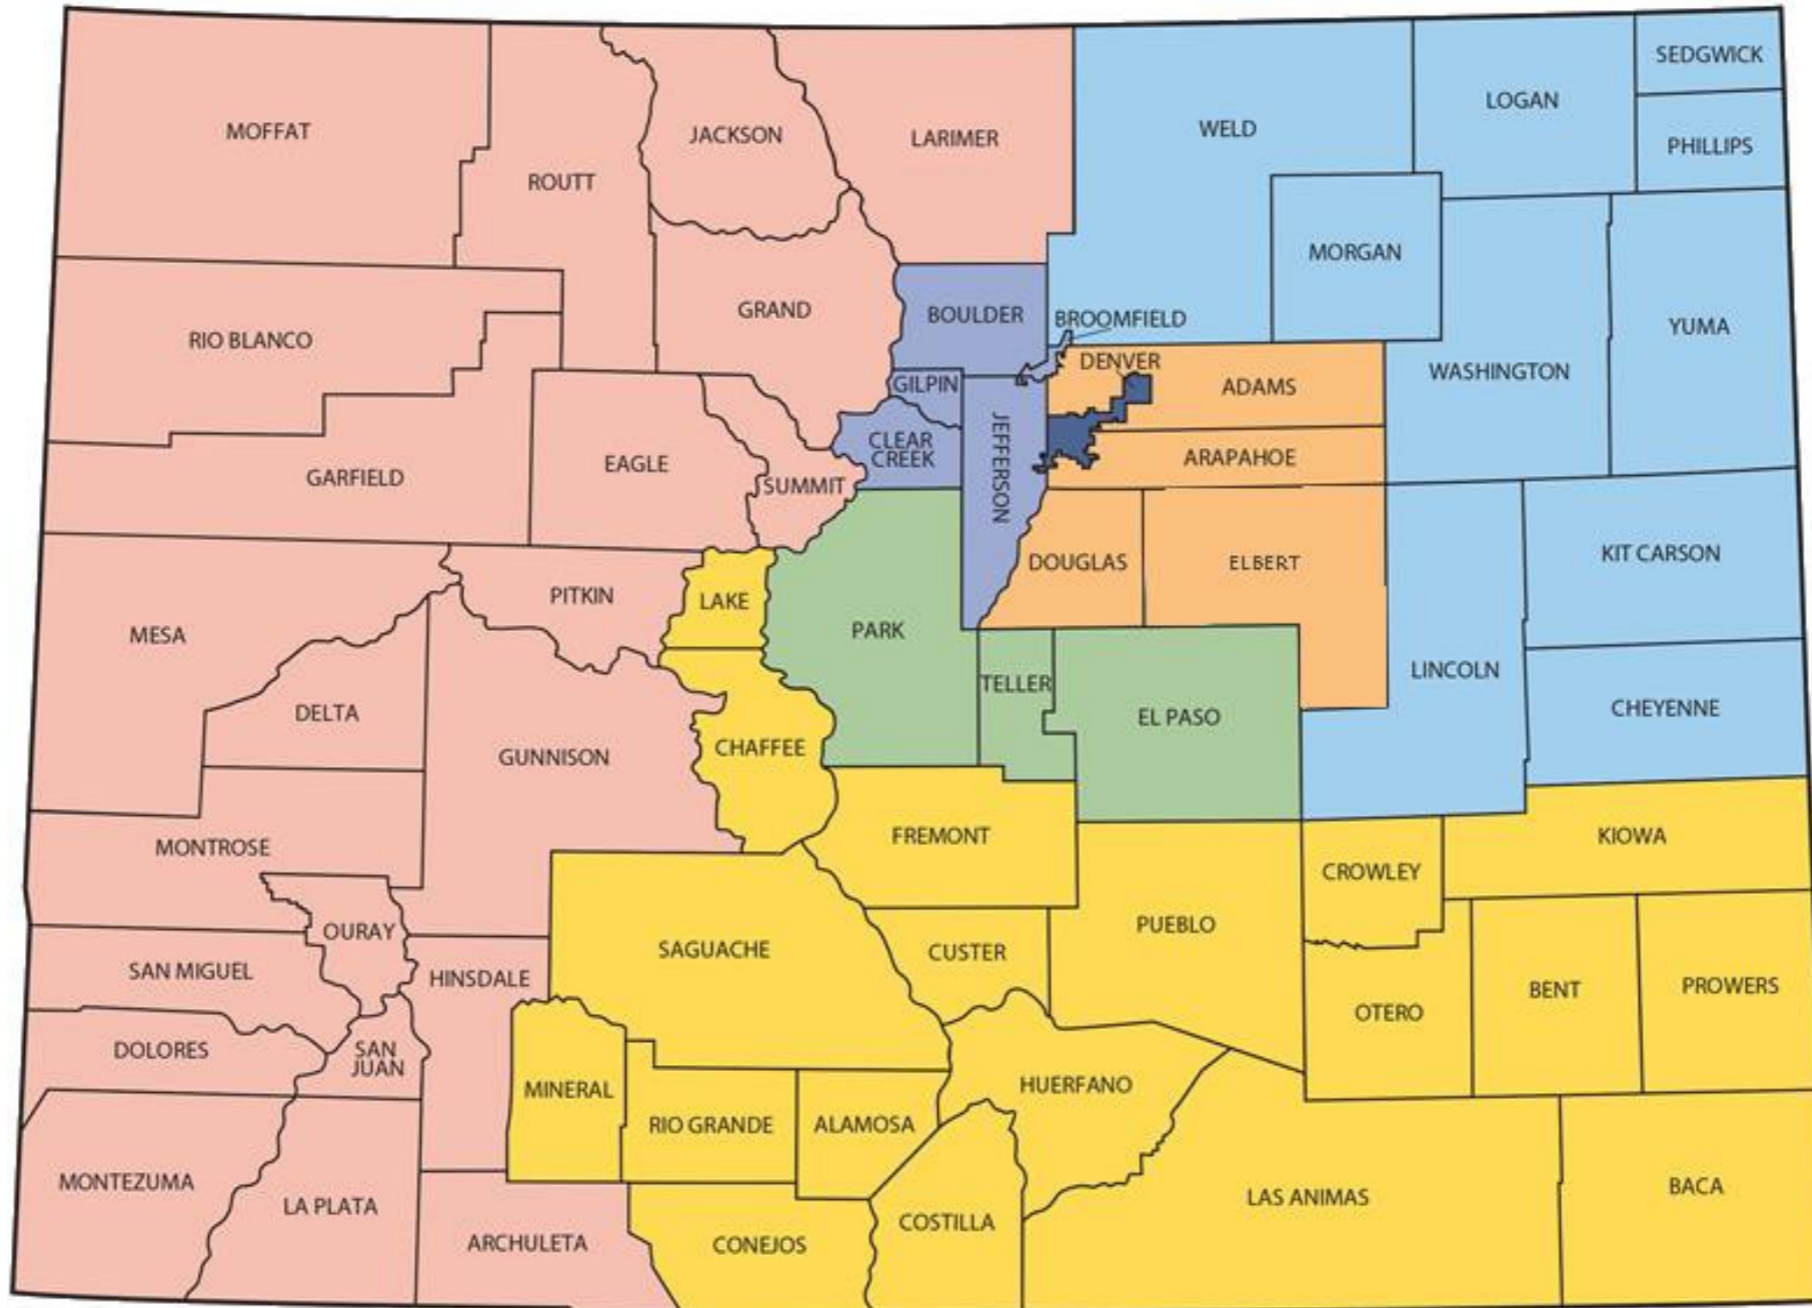 SEDGWICK
LOGAN
WELD
MOFFAT
JACKSON
LARIMER
PHILLIPS
ROUTT
MORGAN
GRAND
BOULDER
BROOMFIELD
YUMA
RIO BLANCO
DENVER
WASHINGTON
GILPIN
ADAMS
CLEAR
CREEK
JEFFERSON
ARAPAHOE
EAGLE
GARFIELD
SUMMIT
KIT CARSON
DOUGLAS
ELBERT
PITKIN
LAKE
MESA
PARK
LINCOLN
TELLER
CHEYENNE
DELTA
EL PASO
CHAFFEE
GUNNISON
FREMONT
KIOWA
MONTROSE
CROWLEY
PUEBLO
OURAY
SAGUACHE
CUSTER
SAN MIGUEL
HINSDALE
PROWERS
BENT
OTERO
DOLORES
SAN
JUAN
HUERFANO
MINERAL
RIO GRANDE
ALAMOSA
MONTEZUMA
BACA
LAS ANIMAS
LA PLATA
COSTILLA
ARCHULETA
CONEJOS